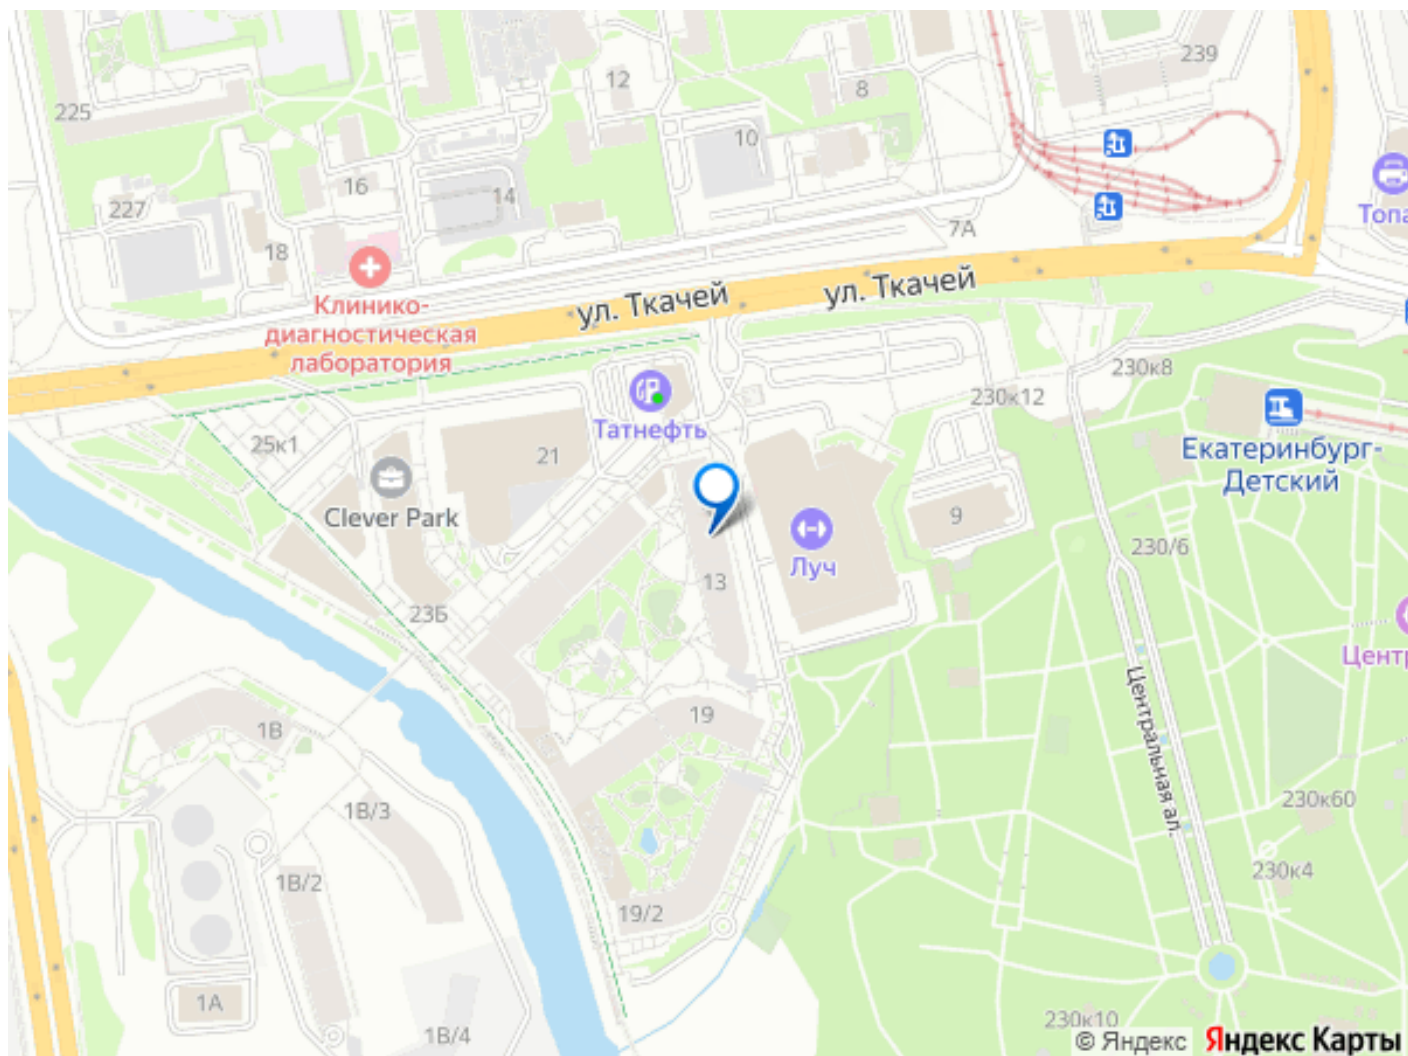 239
12
8
225
10
16
14
Топа
227
7А
18
Клинико-
диагностическая
лаборатория
ул. Ткачей
ул. Ткачей
230к8
230к12
Татнефть
25к1
21
Екатеринбург-
Детский
Clever Park
9
230/6
Луч
13
23Б
Центр
Центральная ал.
19
1В
230к60
1В/3
230к4
1В/2
19/2
1А
230к10
1В/4
© Яндекс Яндекс Карты